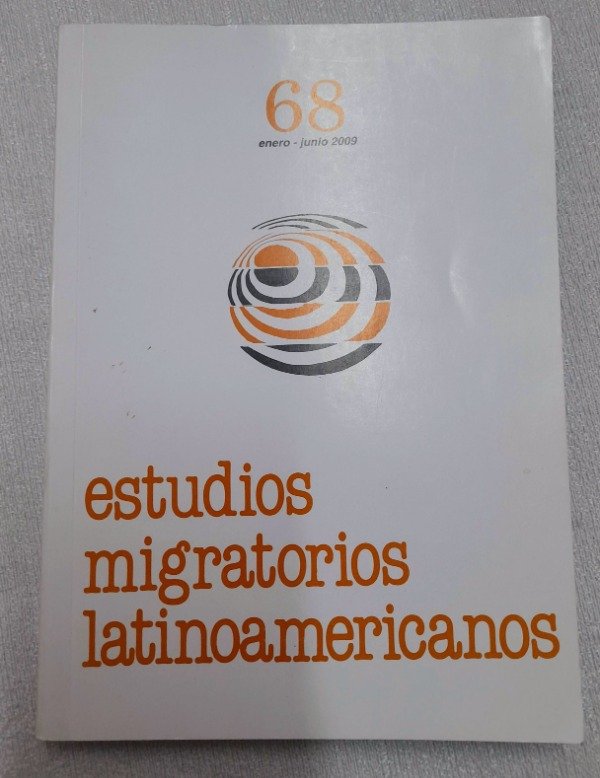 68
enero - junio 2009
estudios
migratorios
latinoamericanos